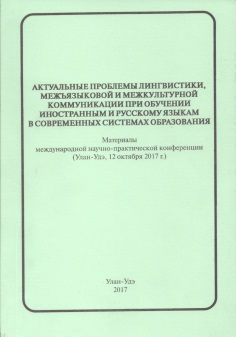 АКТУАЛЬНЫЕ ПРОБЛЕМЫ ЛИНГВИСТИКИ,
МЕЖЪЯЗЫКОВОЙ И МЕЖКУЛЬТУРНОЙ
КОММУНИКАЦИИ ПРИ ОБУЧЕНИИ
ИНОСТРАННЫМ И РУССКОМУ ЯЗЫКАМ
В СОВРЕМЕННЫХ СИСТЕМАХ ОБРАЗОВАНИЯ
Материалы
международной научно-практической конференции
(Улан-Удэ, 12 октября 2017 г.)
Улан-Удэ
2017